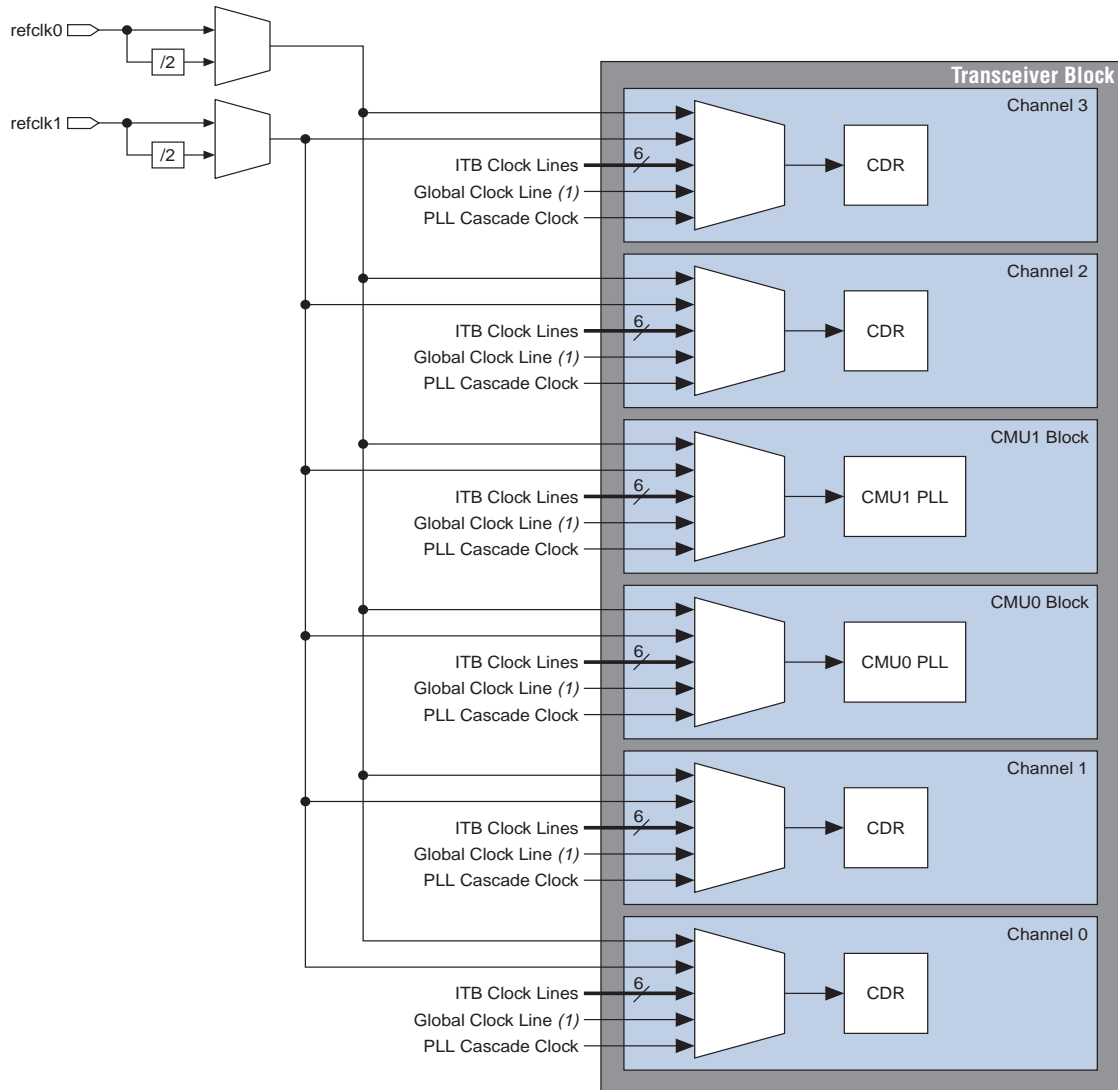 refclk0
/2
refclk1
/2
Transceiver Block
Channel 3
6
ITB Clock Lines
Global Clock Line (1)
PLL Cascade Clock
CDR
Channel 2
6
ITB Clock Lines
Global Clock Line (1)
PLL Cascade Clock
CDR
CMU1 Block
6
ITB Clock Lines
Global Clock Line (1)
PLL Cascade Clock
CMU1 PLL
CMU0 Block
6
ITB Clock Lines
Global Clock Line (1)
PLL Cascade Clock
CMU0 PLL
Channel 1
6
ITB Clock Lines
Global Clock Line (1)
PLL Cascade Clock
CDR
Channel 0
6
ITB Clock Lines
Global Clock Line (1)
PLL Cascade Clock
CDR